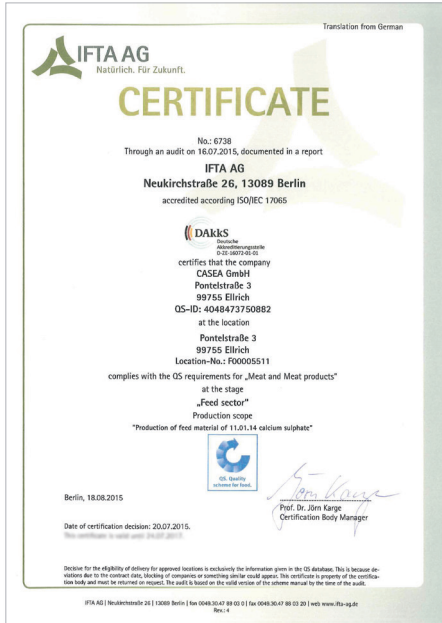 Translation from German
IFTA AG
Natürlich. Für Zukunft.
CERTIFICATE
No.: 6738
Through an audit on 16.07.2015, documented in a report
IFTA AG
Neukirchstraße 26, 13089 Berlin
accredited according ISO/IEC 17065
DAkkS
Deutsche
Akkreditierungsstelle
D-ZE-16072-01-01
certifies that the company
CASEA GmbH
Pontelstraße 3
99755 Ellrich
QS-ID: 4048473750882
at the location
Pontelstraße 3
99755 Ellrich
Location-No.: F00005511
complies with the QS requirements for „Meat and Meat products"
at the stage
„Feed sector"
Production scope
"Production of feed material of 11.01.14 calcium sulphate"
QS. Quality
scheme for food.
Berlin, 18.08.2015
Prof. Dr. Jörn Karge
Certification Body Manager
Date of certification decision: 20.07.2015.
Decisive for the eligibility of delivery for approved locations is exclusively the information given in the QS database. This is because de-
viations due to the contract date, blocking of companies or something similar could appear. This certificate is property of the certifica-
tion body and must be returned on request. The audit is based on the valid version of the scheme manual by the time of the audit.
IFTA AG | Neukirchstraße 26 | 13089 Berlin | fon 0049.30.47 89 03 0 | fax 0049.30.47 88 03 20 | web www.ifta-ag.de
Rev.: 4